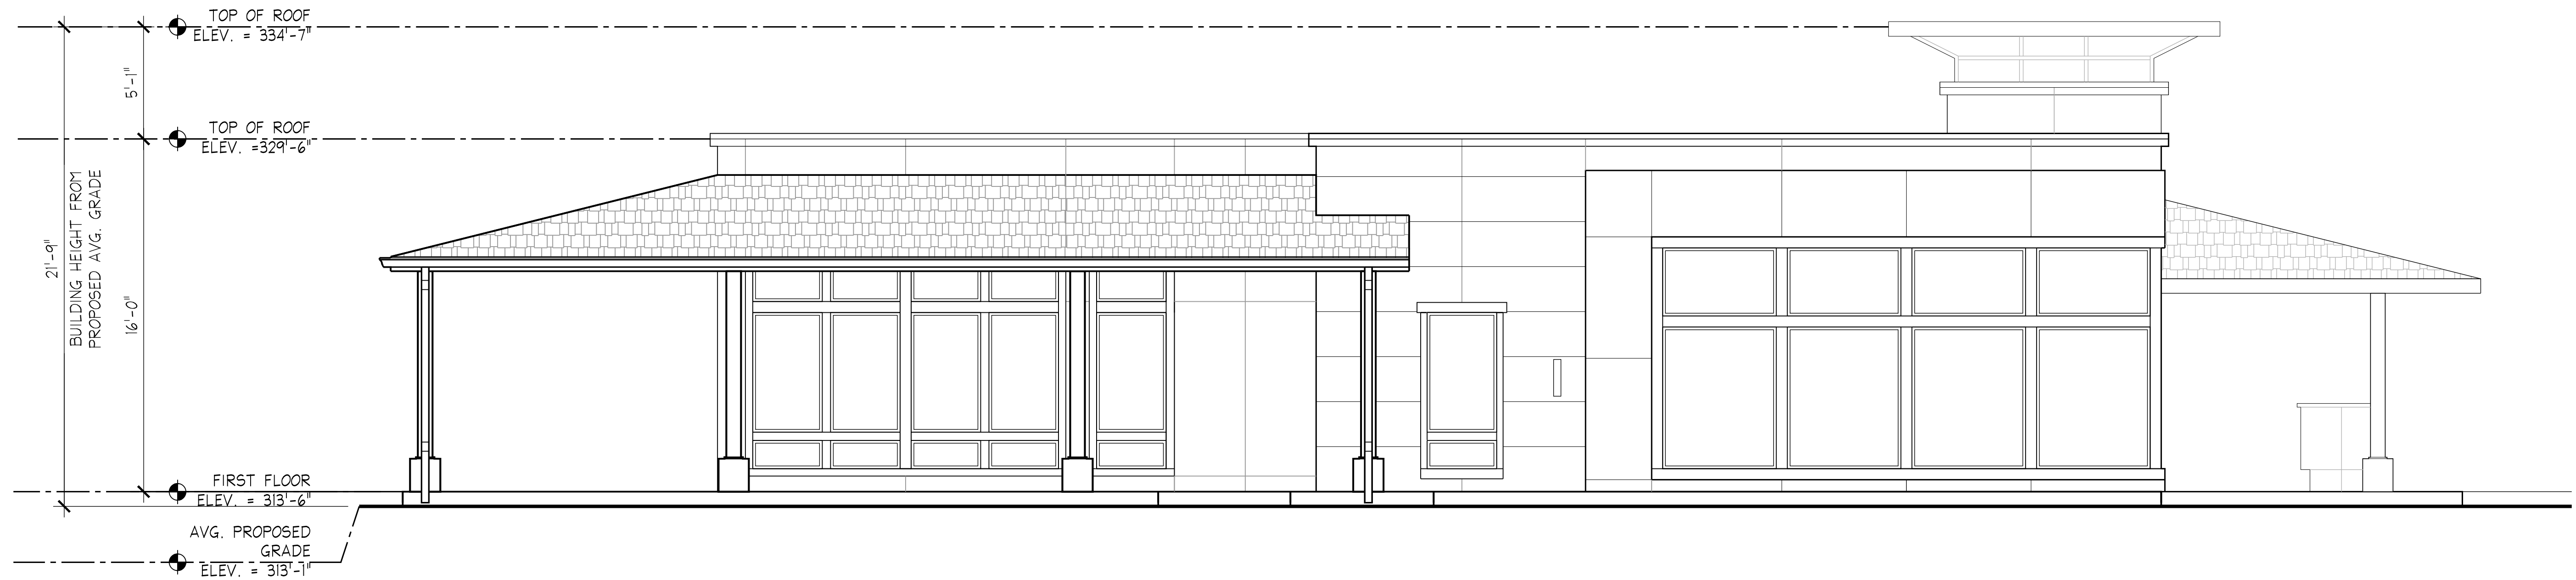 TOP OF ROOF
ELEV. = 334'-7"
5'-1"
TOP OF ROOF
ELEV. =329'-6"
21'-9"
BUILDING HEIGHT FROM
PROPOSED AVG. GRADE
16'-0"
FIRST FLOOR
ELEV. = 313'-6"
AVG. PROPOSED
GRADE
ELEV. = 313'-1"